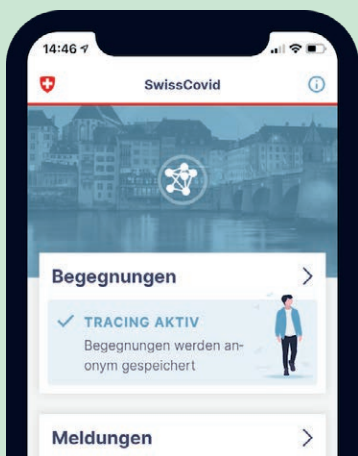 14:46
SwissCovid
Begegnungen
TRACING AKTIV
Begegnungen werden an-
onym gespeichert
Meldungen